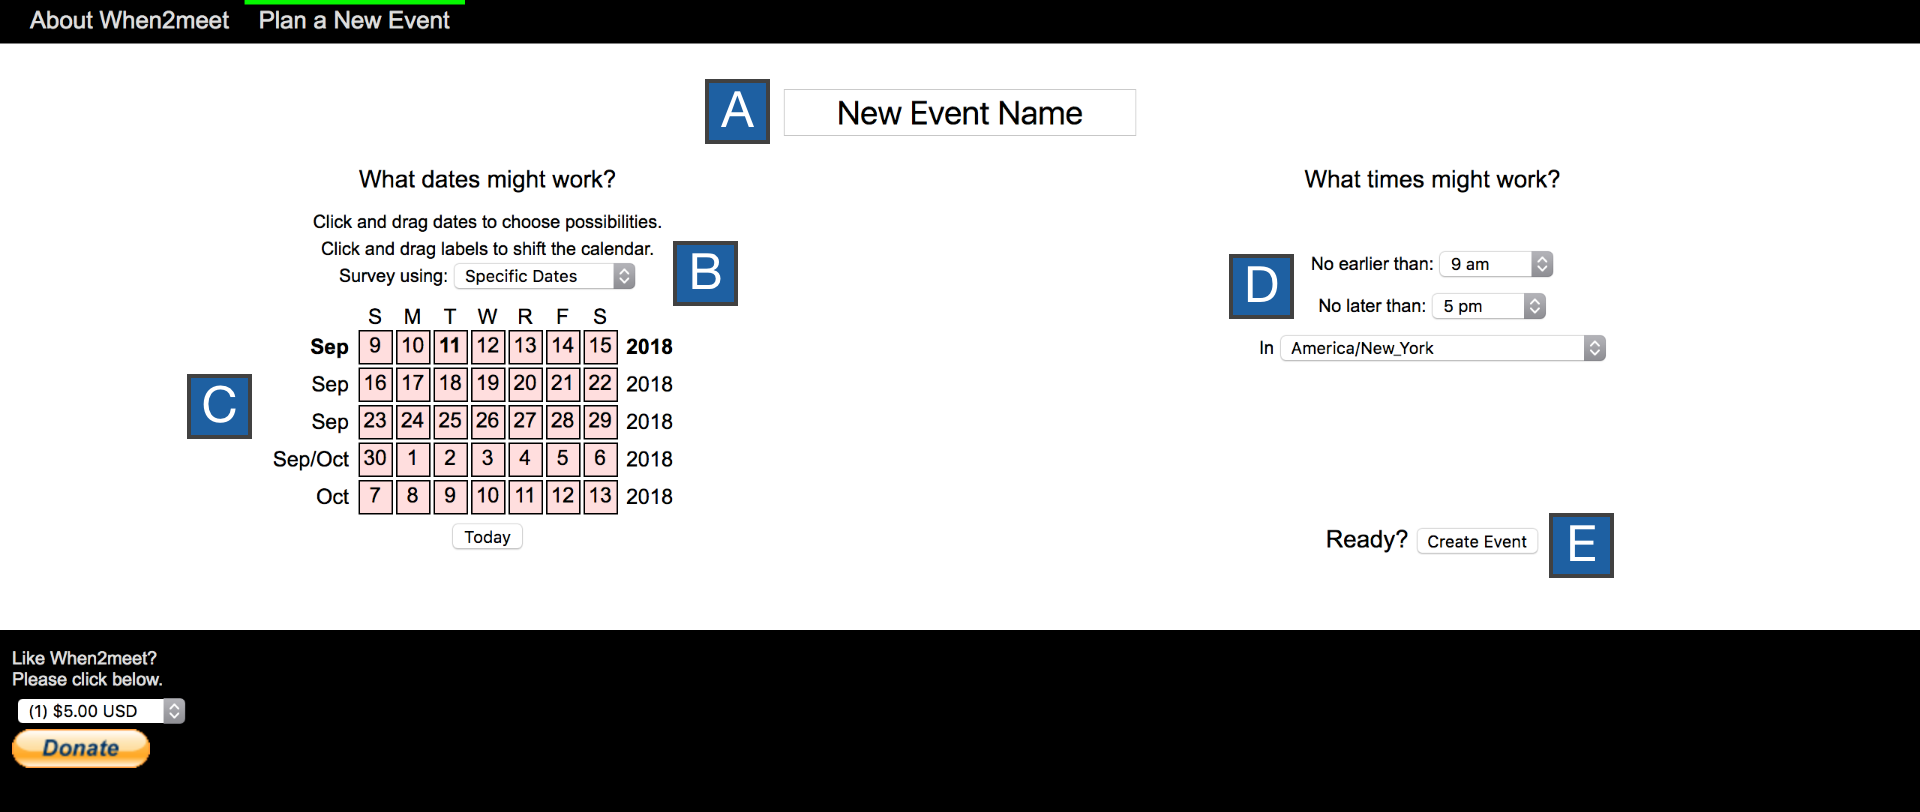 About When2meet Plan a New Event
A New Event Name
What dates might work?
Click and drag dates to choose possibilities.
Click and drag labels to shift the calendar.
Survey using: Specific Dates
B
S M T W R F S
Sep 9 10 11 12 13 14 15 2018
Sep 16 17 18 19 20 21 22 2018
C
Sep 23 24 25 26 27 28 29 2018
Sep/Oct 30 1 2 3 4 5 6 2018
Oct 7 8 9 10 11 12 13 2018
Today
What times might work?
D
No earlier than: 9 am
No later than: 5 pm
In America/New_York
Ready? Create Event E
Like When2meet?
Please click below.
(1) $5.00 USD
Donate